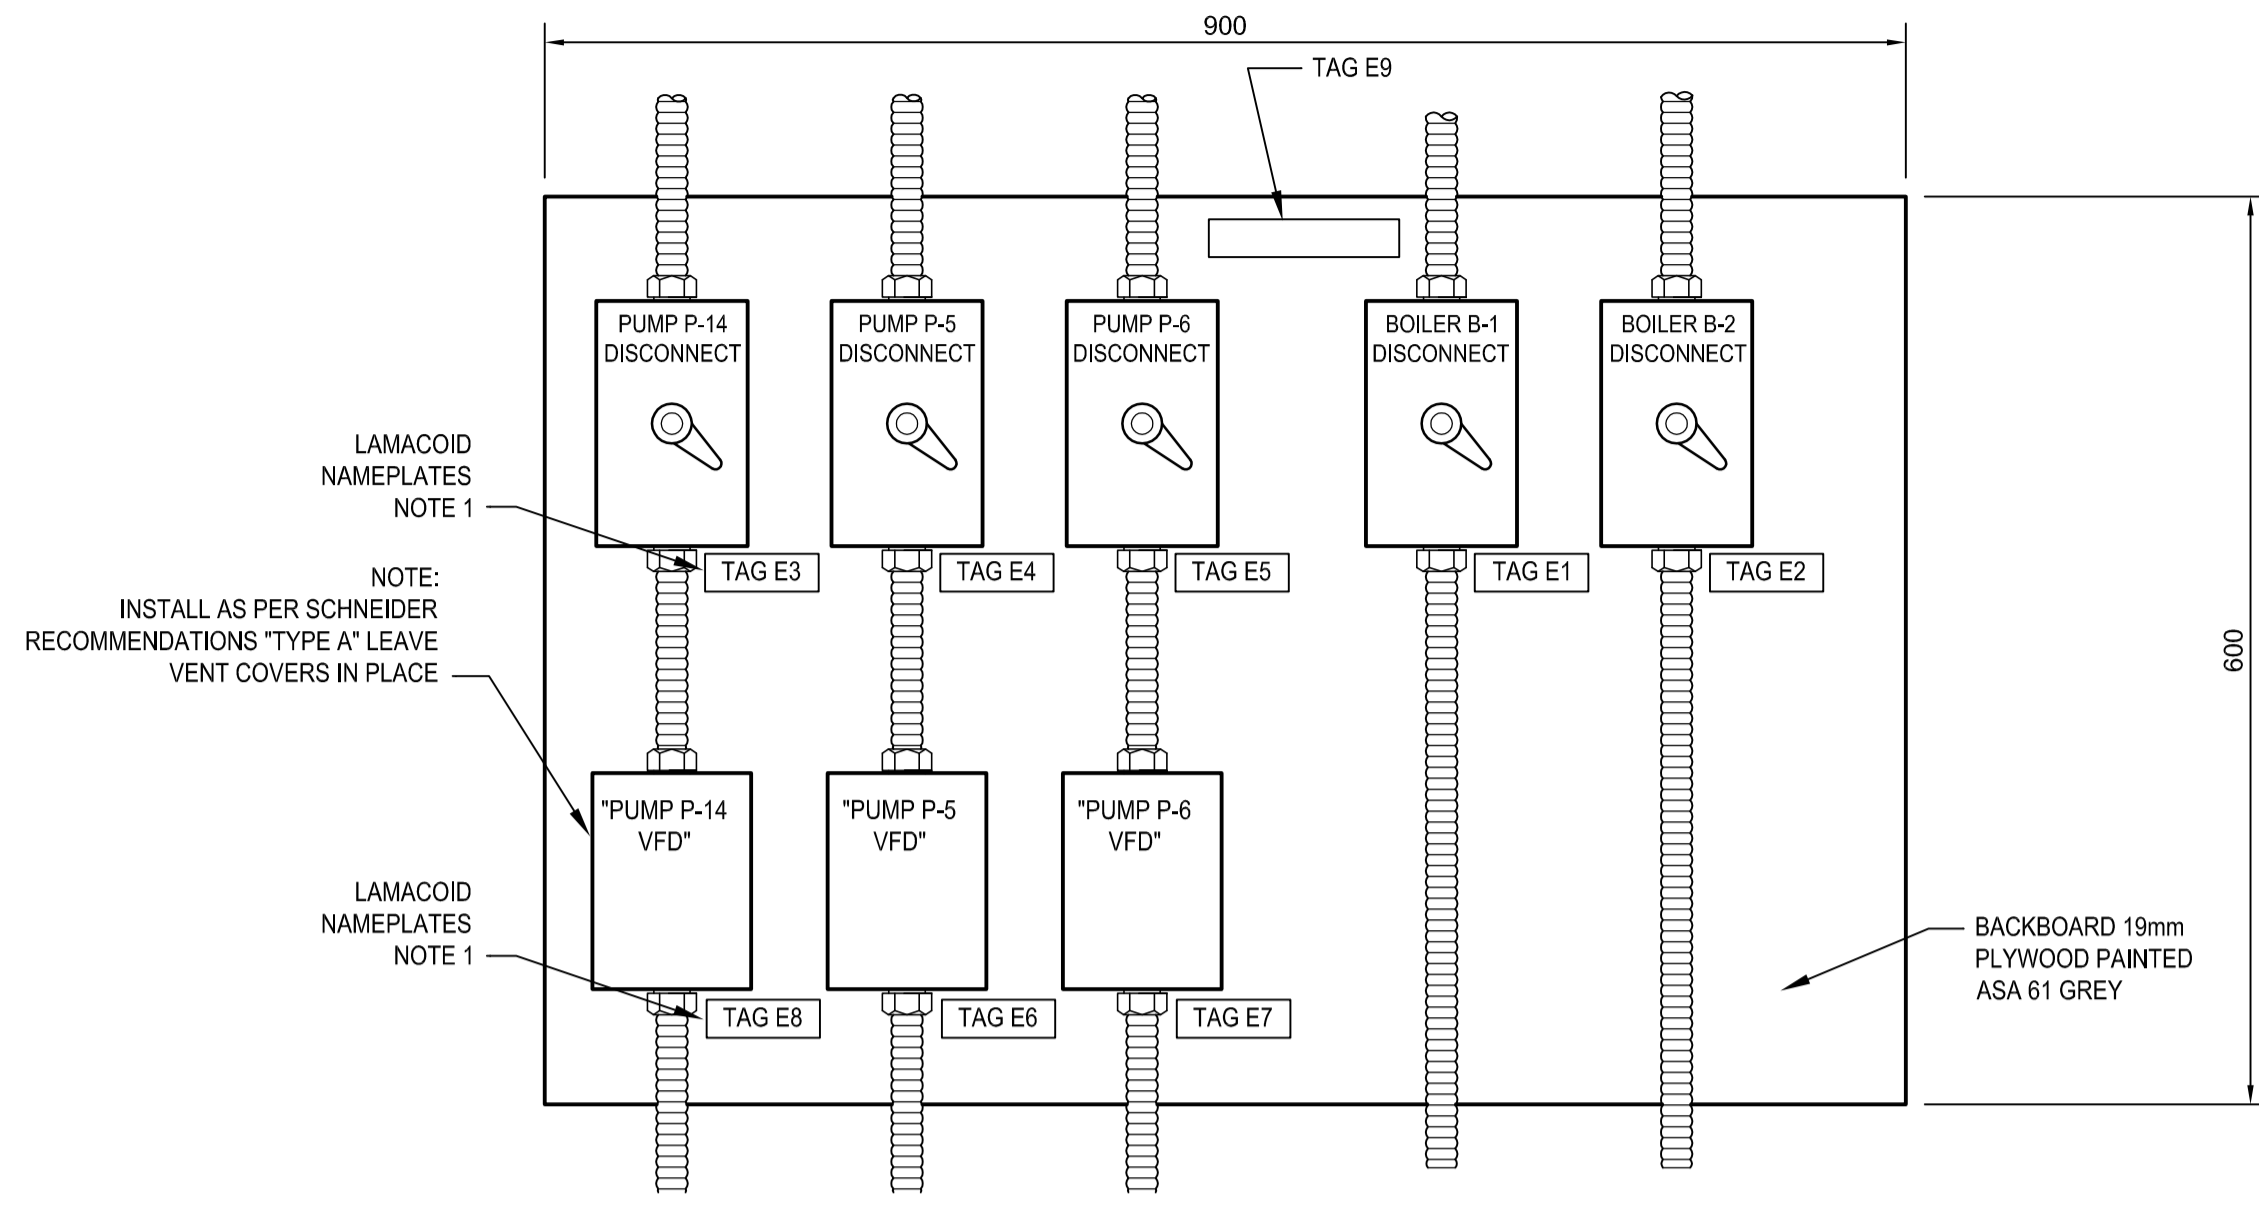 900
TAG E9
PUMP P-14
DISCONNECT
PUMP P-5
DISCONNECT
PUMP P-6
DISCONNECT
BOILER B-1
DISCONNECT
BOILER B-2
DISCONNECT
LAMACOID
NAMEPLATES
NOTE 1
TAG E3
TAG E4
TAG E5
TAG E1
TAG E2
NOTE:
INSTALL AS PER SCHNEIDER
RECOMMENDATIONS "TYPE A" LEAVE
VENT COVERS IN PLACE
600
"PUMP P-14
VFD"
"PUMP P-5
VFD"
"PUMP P-6
VFD"
LAMACOID
NAMEPLATES
NOTE 1
BACKBOARD 19mm
PLYWOOD PAINTED
ASA 61 GREY
TAG E8
TAG E6
TAG E7